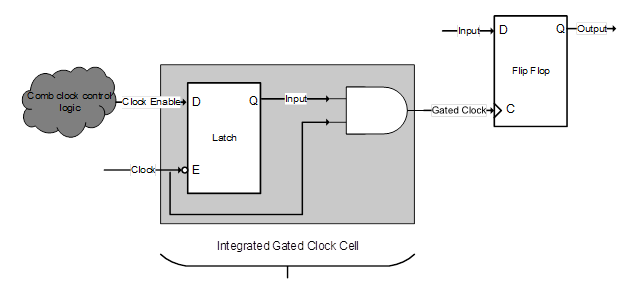 Input
D
Q
Output
Flip Flop
Comb clock control
logic
Clock Enable
D
Q
Input
Latch
Gated Clock
C
Clock
E
Integrated Gated Clock Cell